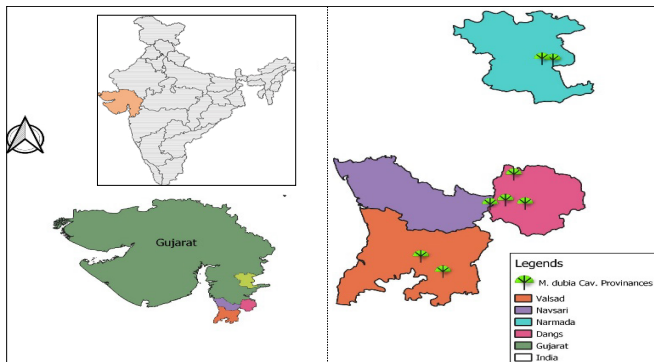 Gujarat
Legends
M. dubia Cav. Provinances
Valsad
Navsari
Narmada
Dangs
Gujarat
India